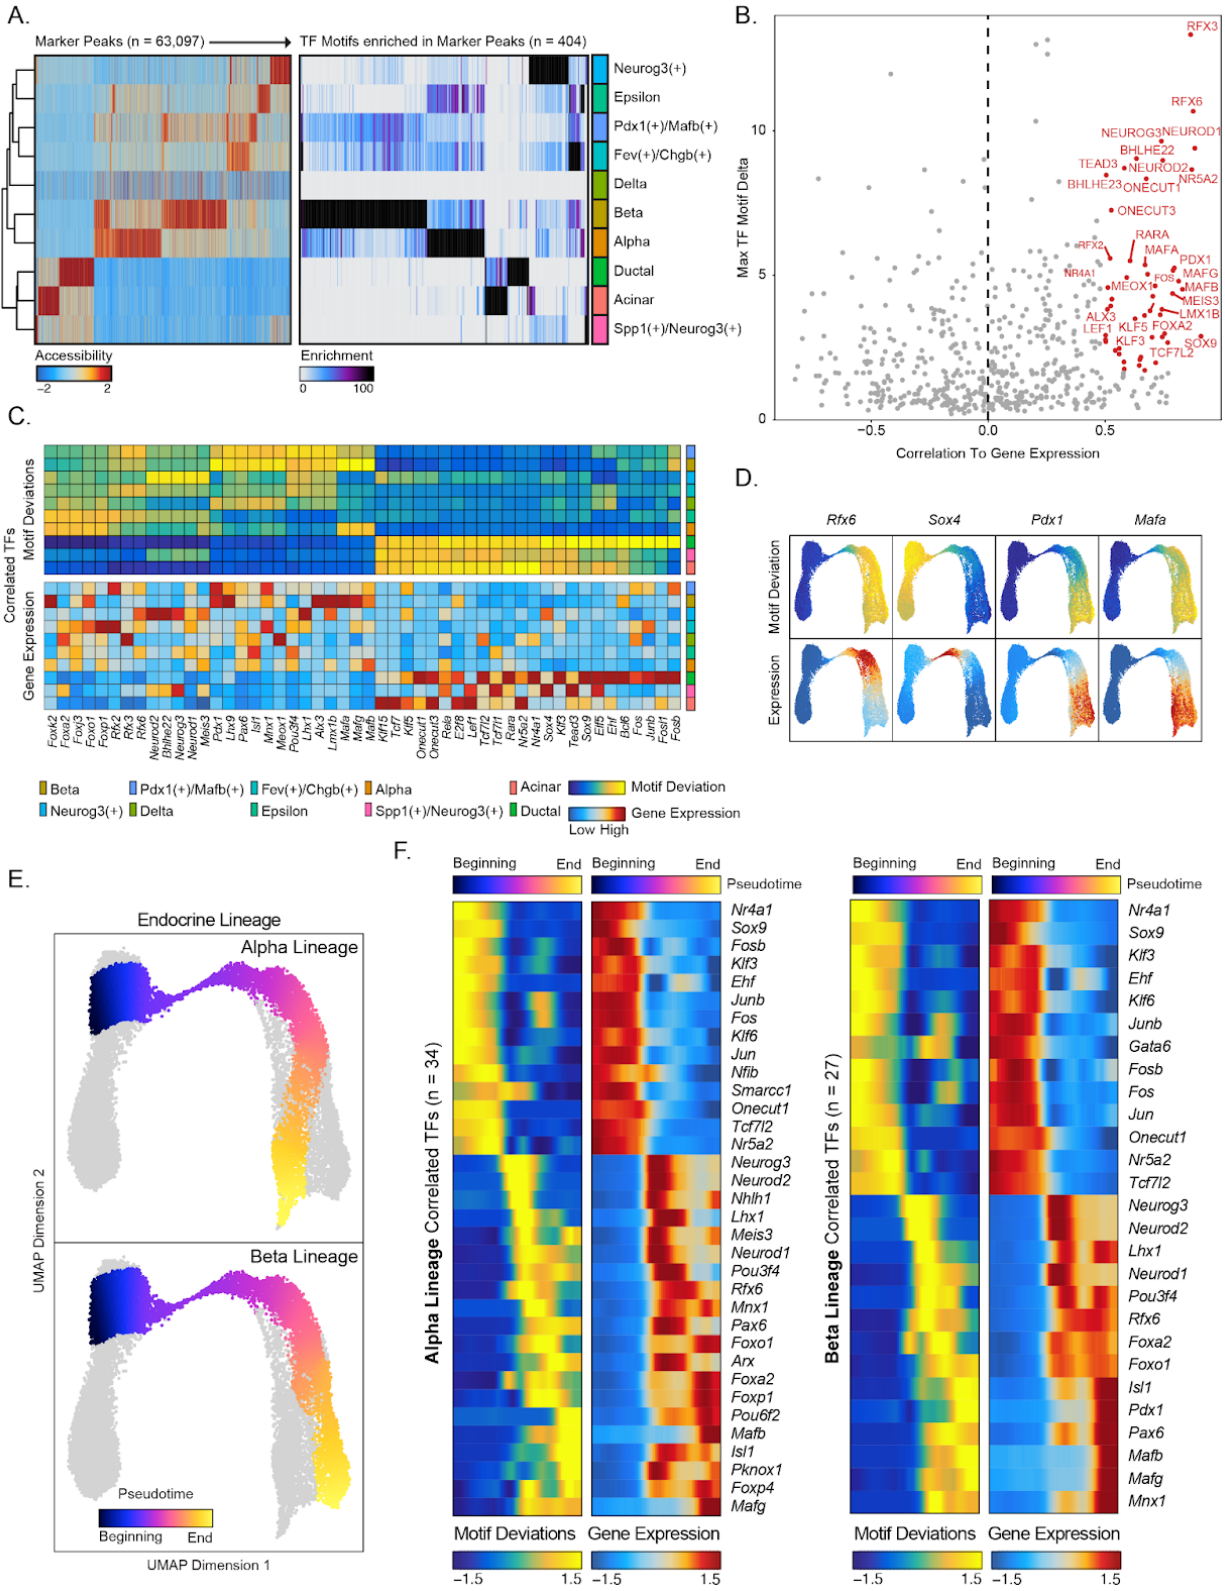 A.
Marker Peaks (n = 63,097)
TF Motifs enriched in Marker Peaks (n = 404)
Neurog3(+)
Epsilon
Pdx1(+)/Mafb(+)
Fev(+)/Chgb(+)
Delta
Beta
Alpha
Ductal
Acinar
Spp1(+)/Neurog3(+)
Accessibility
−2 2
Enrichment
0 100
B.
Max TF Motif Delta
10
5
0
−0.5 0.0 0.5
Correlation To Gene Expression
RFX3
RFX6
NEUROG3
NEUROD1
BHLHE22
TEAD3
NEUROD2
NR5A2
BHLHE23
ONECUT1
ONECUT3
RARA
RFX2
MAFA
PDX1
NR4A1
FOS
MAFG
MEOX1
MAFB
MEIS3
ALX3
LMX1B
LEF1
KLF5
FOXA2
KLF3
SOX9
TCF7L2
C.
Correlated TFs
Motif Deviations
Gene Expression
Foxk2
Foxa2
Foxj3
Foxo1
Foxp1
Rfx2
Rfx3
Rfx6
Neurod2
Bhlhe22
Neurog3
Neurod1
Meis3
Pdx1
Lhx9
Pax6
Isl1
Mnx1
Meox1
Pou3f4
Lhx1
Alx3
Lmx1b
Mafa
Mafg
Mafb
Klf15
Tcf7
Klf5
Onecut1
Onecut3
Rela
E2f8
Lef1
Tcf7l2
Tcf7l1
Rara
Nr5a2
Nr4a1
Sox4
Klf3
Tead3
Sox9
Elf5
Ehf
Bcl6
Fos
Junb
Fosl1
Fosb
Beta
Pdx1(+)/Mafb(+)
Fev(+)/Chgb(+)
Alpha
Acinar
Motif Deviation
Neurog3(+)
Delta
Epsilon
Spp1(+)/Neurog3(+)
Ductal
Gene Expression
Low High
D.
Rfx6 Sox4 Pdx1 Mafa
Motif Deviation
Expression
E.
Endocrine Lineage
Alpha Lineage
Beta Lineage
UMAP Dimension 2
Pseudotime
Beginning End
UMAP Dimension 1
F.
Beginning End
Beginning End
Pseudotime
Alpha Lineage Correlated TFs (n = 34)
Nr4a1
Sox9
Fosb
Klf3
Ehf
Junb
Fos
Klf6
Jun
Nfib
Smarcc1
Onecut1
Tcf7l2
Nr5a2
Neurog3
Neurod2
Nhlh1
Lhx1
Meis3
Neurod1
Pou3f4
Rfx6
Mnx1
Pax6
Foxo1
Arx
Foxa2
Foxp1
Pou6f2
Mafb
Isl1
Pknox1
Foxp4
Mafg
Motif Deviations
Gene Expression
−1.5 1.5
−1.5 1.5
Beginning End
Beginning End
Pseudotime
Beta Lineage Correlated TFs (n = 27)
Nr4a1
Sox9
Klf3
Ehf
Klf6
Junb
Gata6
Fosb
Fos
Jun
Onecut1
Nr5a2
Tcf7l2
Neurog3
Neurod2
Lhx1
Neurod1
Pou3f4
Rfx6
Foxa2
Foxo1
Isl1
Pdx1
Pax6
Mafb
Mafg
Mnx1
Motif Deviations
Gene Expression
−1.5 1.5
−1.5 1.5